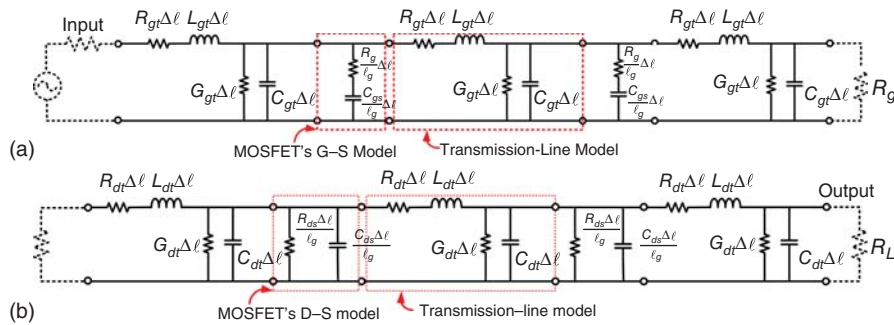 Input
R_gtΔℓ L_gtΔℓ R_gtΔℓ L_gtΔℓ R_gtΔℓ L_gtΔℓ
G_gtΔℓ C_gtΔℓ R_g/ℓ_g Δℓ C_gs/ℓ_g Δℓ G_gtΔℓ C_gtΔℓ R_g/ℓ_g Δℓ C_gs/ℓ_g Δℓ G_gtΔℓ C_gtΔℓ R_g
(a)
MOSFET's G–S Model
Transmission-Line Model
R_dtΔℓ L_dtΔℓ R_dtΔℓ L_dtΔℓ R_dtΔℓ L_dtΔℓ
Output
G_dtΔℓ C_dtΔℓ R_dsΔℓ/ℓ_g C_dsΔℓ/ℓ_g G_dtΔℓ C_dtΔℓ R_dsΔℓ/ℓ_g C_dsΔℓ/ℓ_g G_dtΔℓ C_dtΔℓ R_L
(b)
MOSFET's D–S model
Transmission–line model